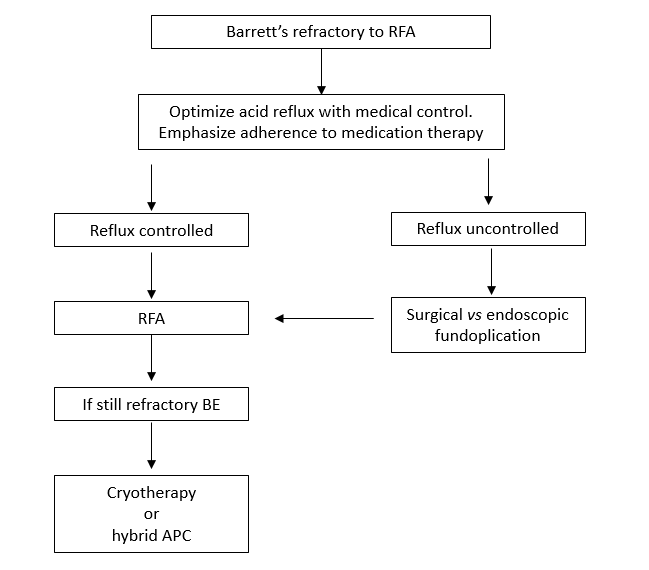 Barrett’s refractory to RFA
Optimize acid reflux with medical control.
Emphasize adherence to medication therapy
Reflux controlled
Reflux uncontrolled
RFA
Surgical vs endoscopic
fundoplication
If still refractory BE
Cryotherapy
or
hybrid APC